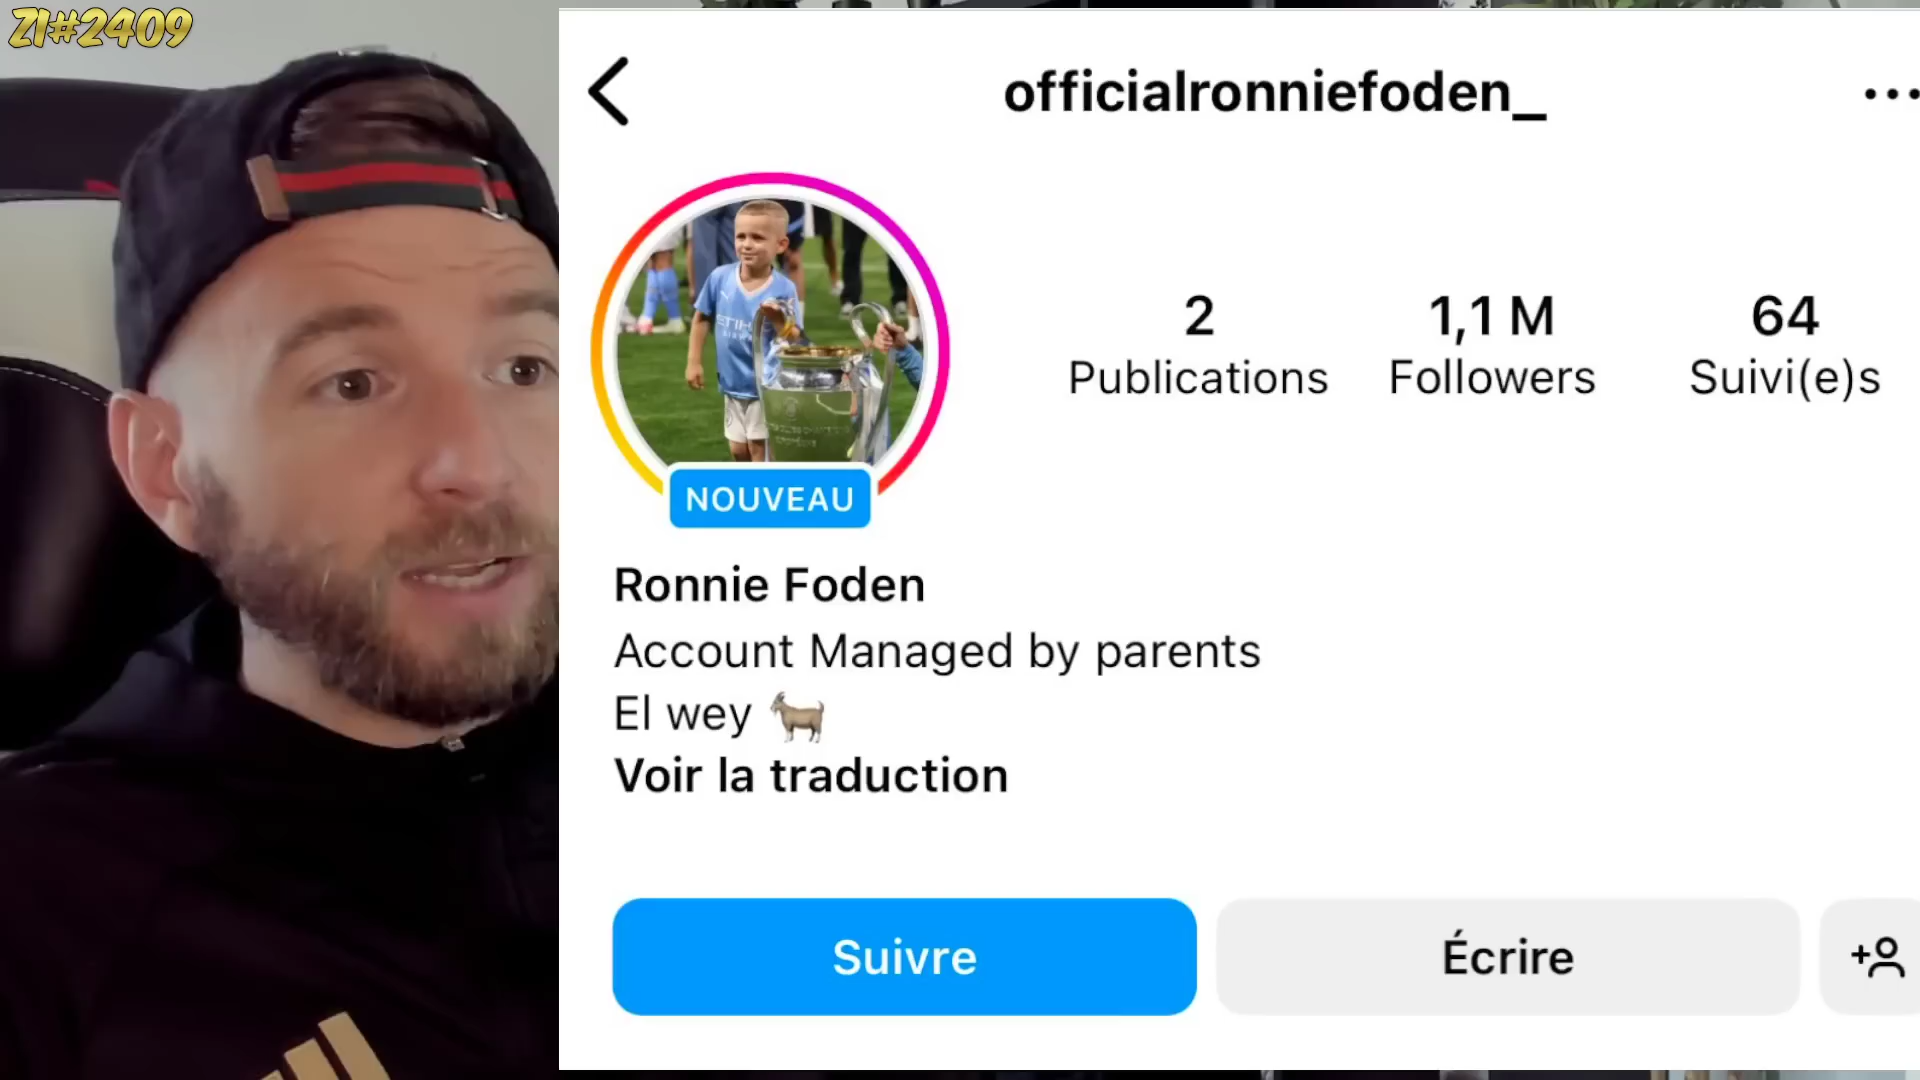 ZI#2409
officialronniefoden_
ETIH
NOUVEAU
2
Publications
1,1 M
Followers
64
Suivi(e)s
Ronnie Foden
Account Managed by parents
El wey
Voir la traduction
Suivre
Écrire